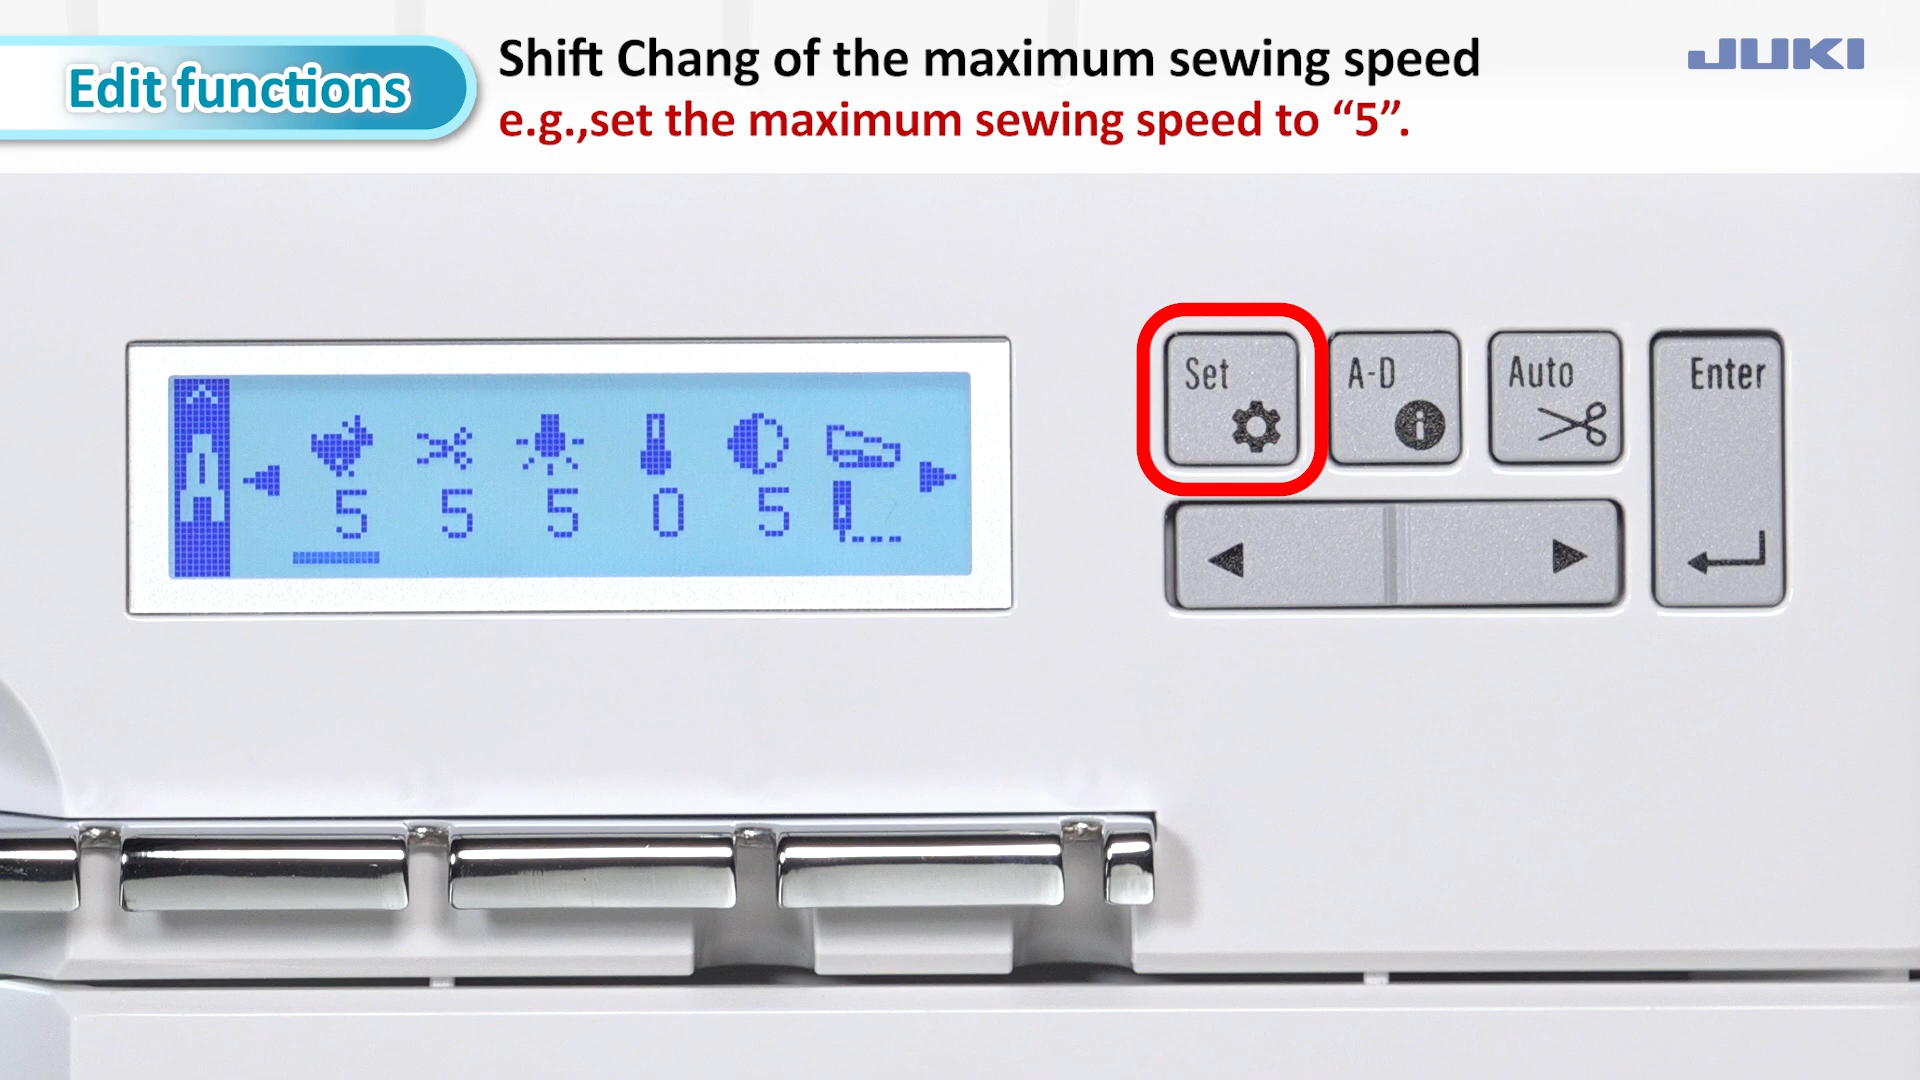 Edit functions
Shift Chang of the maximum sewing speed
e.g.,set the maximum sewing speed to “5”.
JUKI
A
5 5 5 0 5
Set
A-D
Auto
Enter